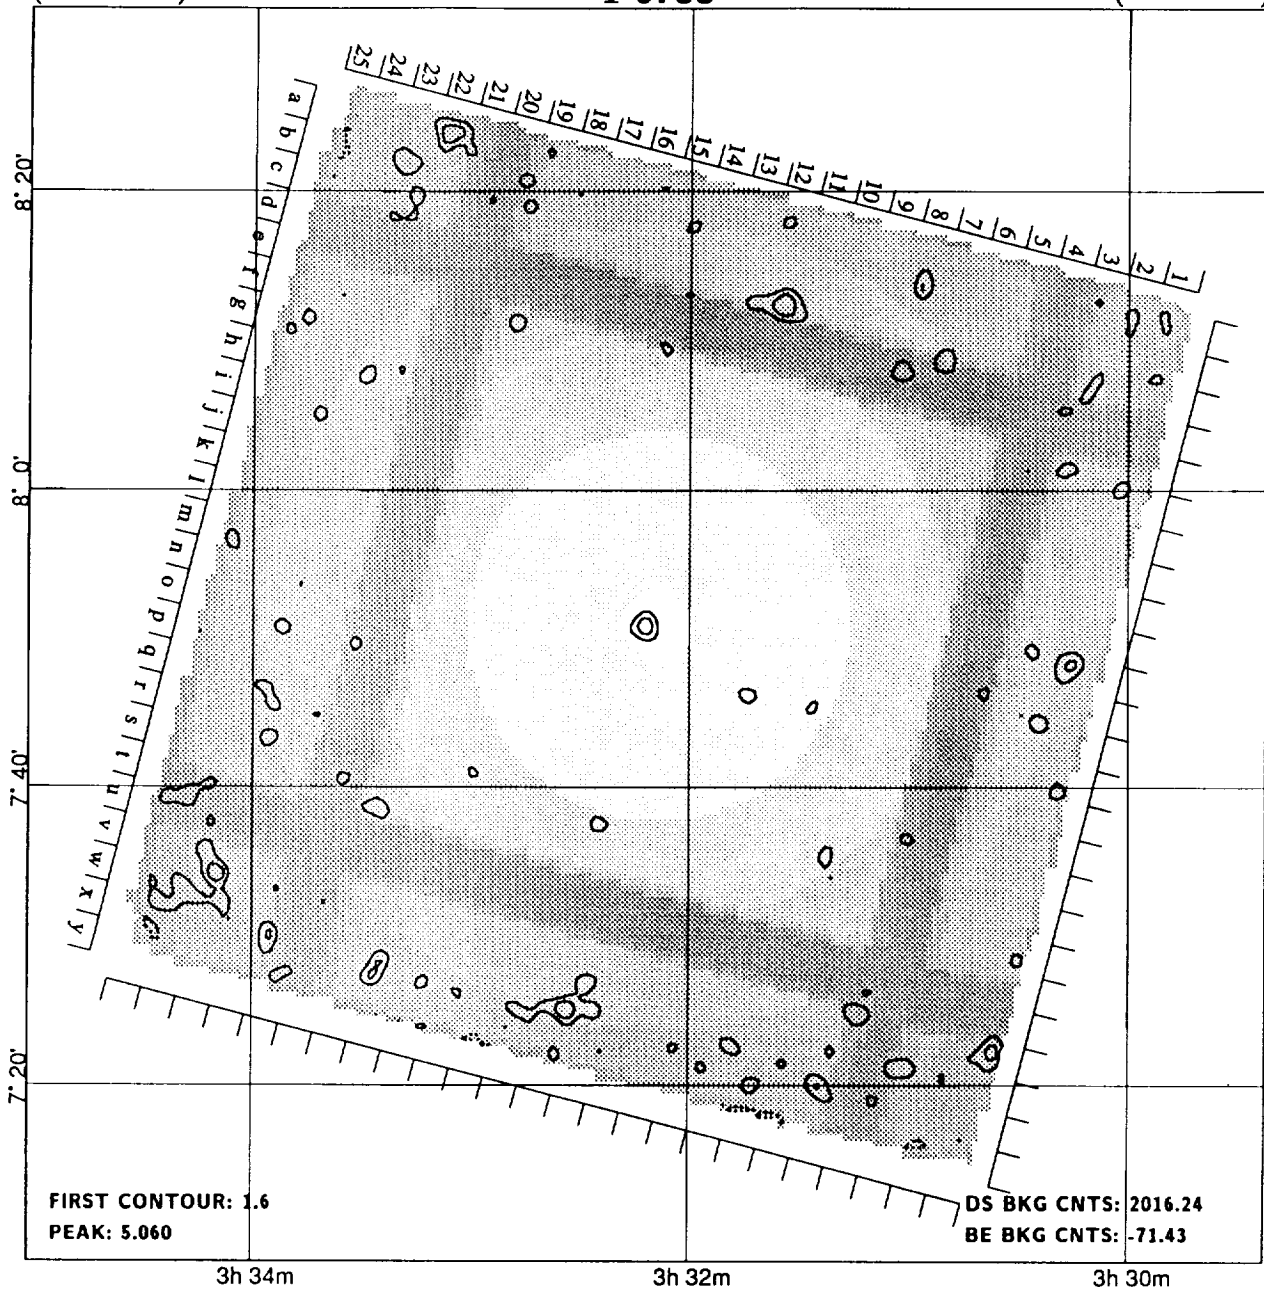 25 24 23 22 21 20 19 18 17 16 15 14 13 12 11 10 9 8 7 6 5 4 3 2 1
a b c d e f g h i j k l m n o p q r s t u v w x y
8° 20'
8° 0'
7° 40'
7° 20'
FIRST CONTOUR: 1.6
PEAK: 5.060
DS BKG CNTS: 2016.24
BE BKG CNTS: -71.43
3h 34m 3h 32m 3h 30m